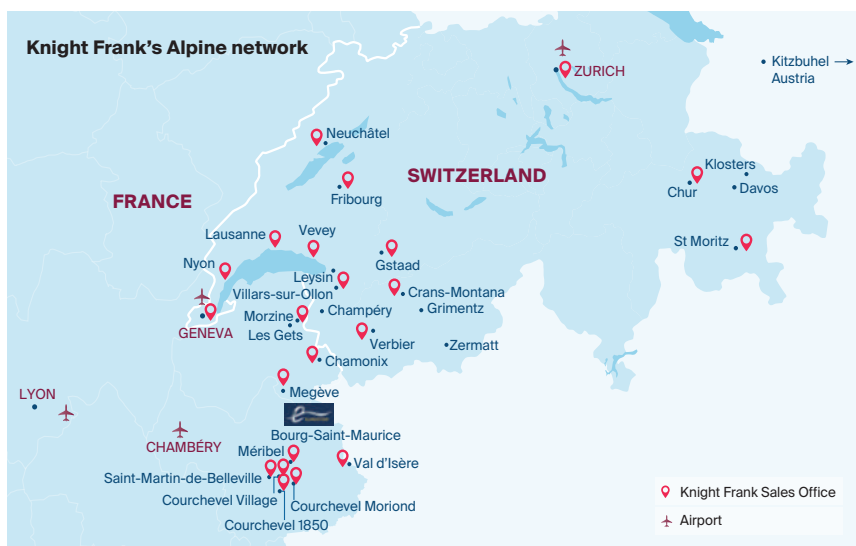 Knight Frank's Alpine network
ZURICH
Kitzbuhel
Austria
Neuchâtel
SWITZERLAND
Klosters
Chur
Davos
FRANCE
Fribourg
Lausanne
Vevey
St Moritz
Nyon
Gstaad
Leysin
Villars-sur-Ollon
Crans-Montana
Champéry
Grimentz
Morzine
GENEVA
Les Gets
Verbier
Zermatt
Chamonix
Megève
LYON
Bourg-Saint-Maurice
CHAMBÉRY
Méribel
Val d'Isère
Saint-Martin-de-Belleville
Courchevel Village
Courchevel Moriond
Courchevel 1850
Knight Frank Sales Office
Airport